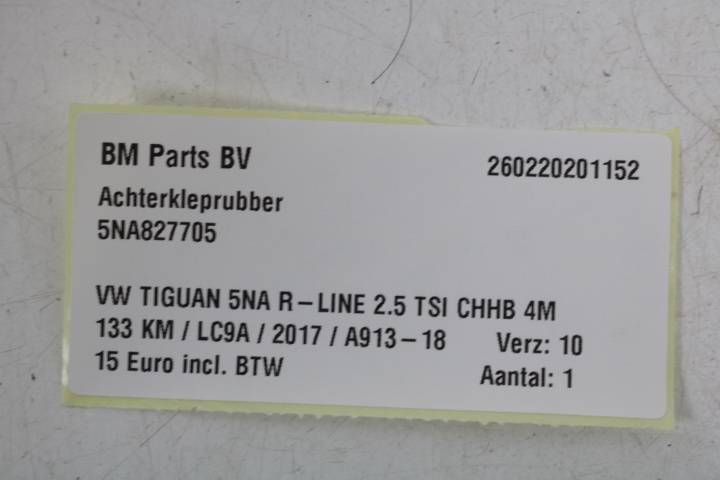 BM Parts BV 260220201152
Achterkleprubber
5NA827705
VW TIGUAN 5NA R-LINE 2.5 TSI CHHB 4M
133 KM / LC9A / 2017 / A913-18 Verz: 10
15 Euro incl. BTW Aantal: 1